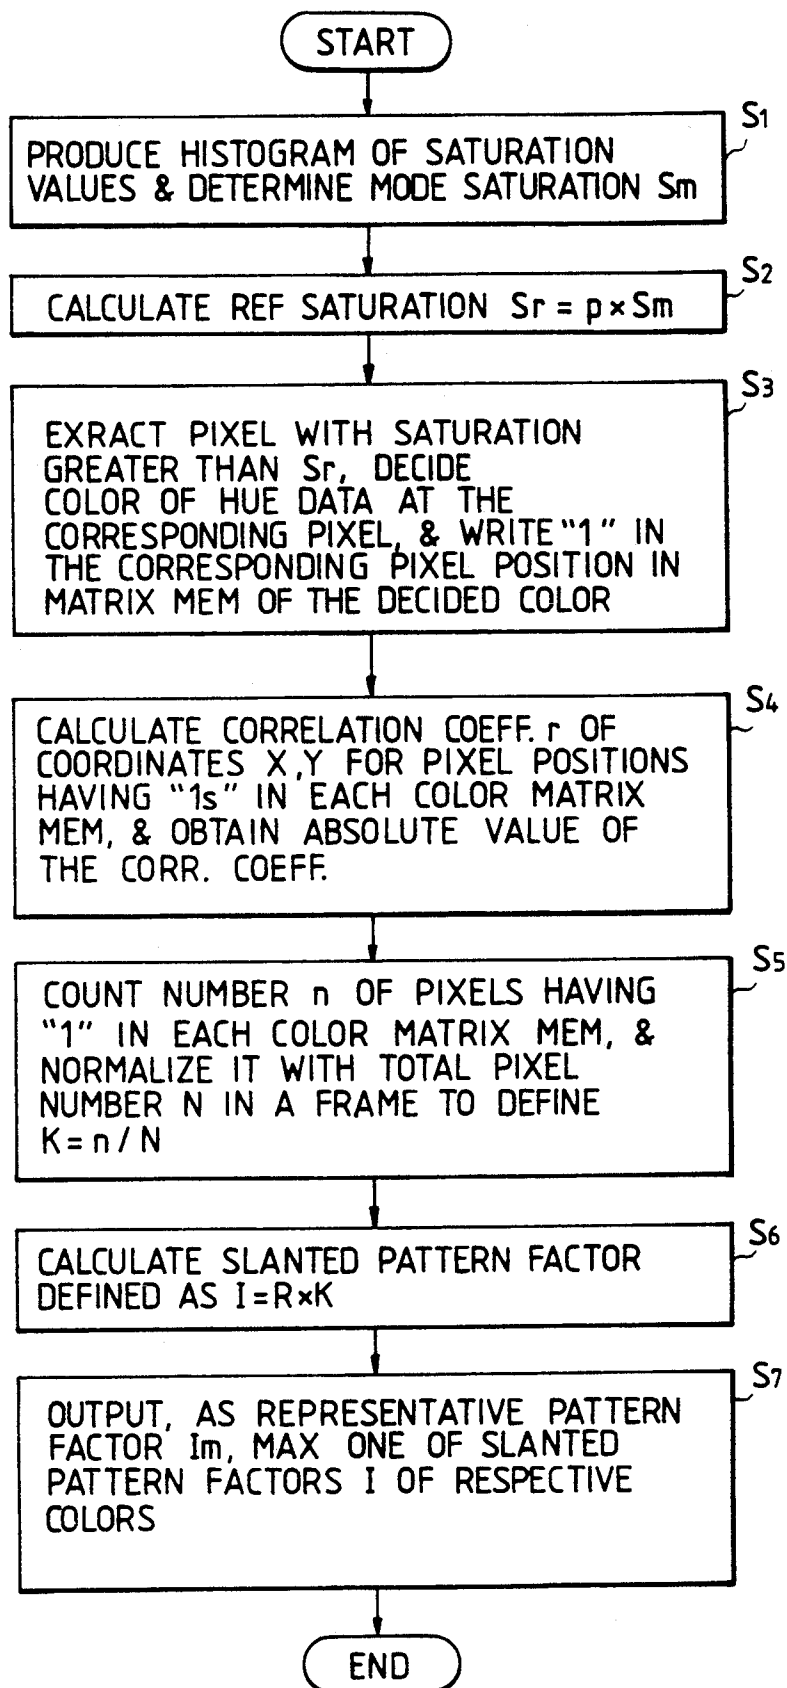 START
S1
PRODUCE HISTOGRAM OF SATURATION
VALUES & DETERMINE MODE SATURATION Sm
S2
CALCULATE REF SATURATION Sr = p × Sm
S3
EXRACT PIXEL WITH SATURATION
GREATER THAN Sr, DECIDE
COLOR OF HUE DATA AT THE
CORRESPONDING PIXEL, & WRITE "1" IN
THE CORRESPONDING PIXEL POSITION IN
MATRIX MEM OF THE DECIDED COLOR
S4
CALCULATE CORRELATION COEFF. r OF
COORDINATES X,Y FOR PIXEL POSITIONS
HAVING "1s" IN EACH COLOR MATRIX
MEM, & OBTAIN ABSOLUTE VALUE OF
THE CORR. COEFF.
S5
COUNT NUMBER n OF PIXELS HAVING
"1" IN EACH COLOR MATRIX MEM, &
NORMALIZE IT WITH TOTAL PIXEL
NUMBER N IN A FRAME TO DEFINE
K = n / N
S6
CALCULATE SLANTED PATTERN FACTOR
DEFINED AS I = R × K
S7
OUTPUT, AS REPRESENTATIVE PATTERN
FACTOR Im, MAX ONE OF SLANTED
PATTERN FACTORS I OF RESPECTIVE
COLORS
END